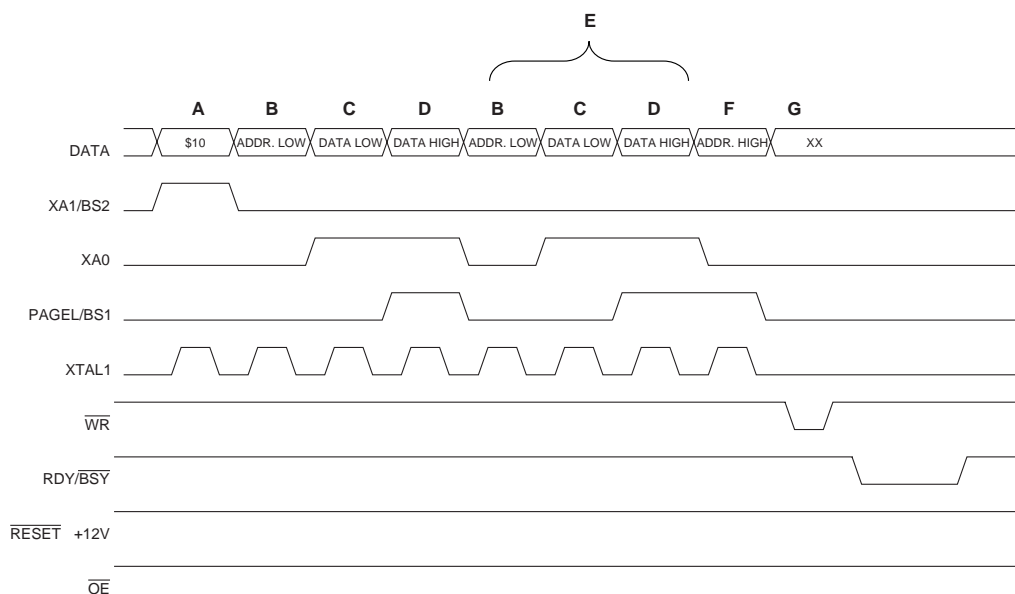 E
A B C D B C D F G
DATA $10 ADDR. LOW DATA LOW DATA HIGH ADDR. LOW DATA LOW DATA HIGH ADDR. HIGH XX
XA1/BS2
XA0
PAGEL/BS1
XTAL1
WR
RDY/BSY
RESET +12V
OE